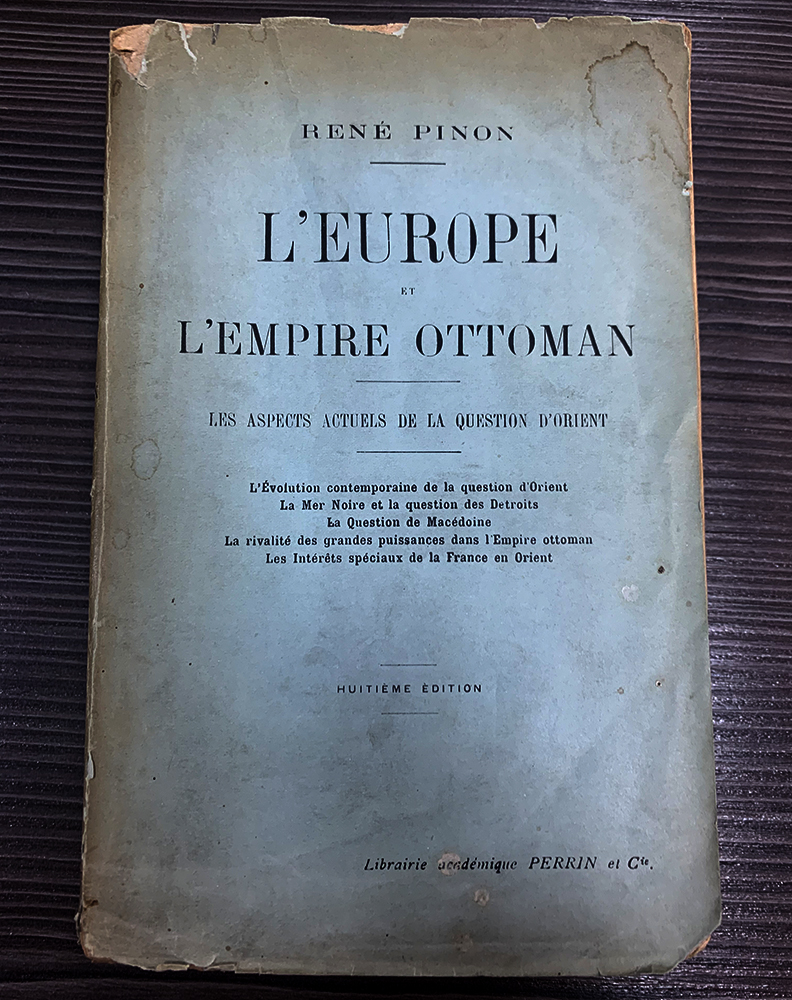 RENÉ PINON
L'EUROPE
ET
L'EMPIRE OTTOMAN
LES ASPECTS ACTUELS DE LA QUESTION D'ORIENT
L'Évolution contemporaine de la question d'Orient
La Mer Noire et la question des Detroits
La Question de Macédoine
La rivalité des grandes puissances dans l'Empire ottoman
Les Intérêts spéciaux de la France en Orient
HUITIÈME ÉDITION
Librairie académique PERRIN et Cie.